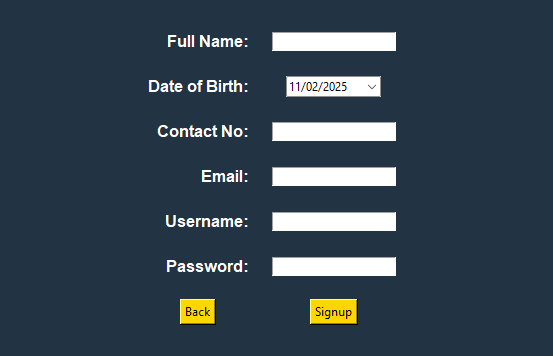 Full Name:
Date of Birth: 11/02/2025
Contact No:
Email:
Username:
Password:
Back Signup